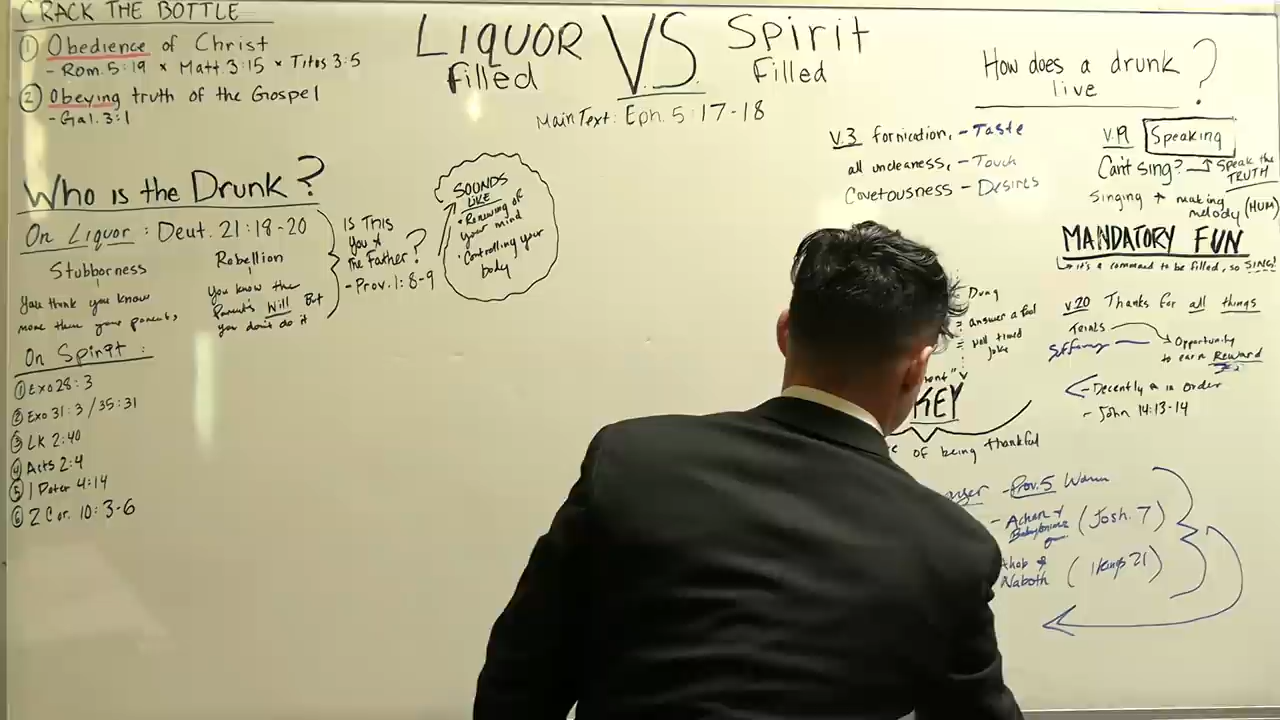 CRACK THE BOTTLE
① Obedience of Christ
- Rom. 5:19 × Matt. 3:15 × Titos 3:5
② Obeying truth of the Gospel
- Gal. 3:1
LIQUOR VS. Spirit
filled Filled
Main Text: Eph. 5:17-18
WHO is the DRUNK?
On Liquor: Deut. 21:18-20
Stubborness
You think you know
more than your parents,
Rebellion
You know the
Parent's Will But
you don't do it
Is This
You &
The Father?
- Prov. 1:8-9
SOUNDS
LIKE
• Renewing of
your mind
• Controlling your
body
On Spirit:
① Exo 28:3
② Exo 31:3 / 35:31
③ LK 2:40
④ Acts 2:4
⑤ 1 Peter 4:14
⑥ 2 Cor. 10:3-6
How does a drunk
live?
v.3 fornication, - Taste
all uncleaness, - Touch
Covetousness - Desires
= answer a fool
= Well timed
joke
KEY
of being thankful
v.19 Speaking
Can't sing? → Speak the
TRUTH
Singing + making
melody (HUM)
MANDATORY FUN
↳ it's a command to be filled, so SING!
v.20 Thanks for all things
Trials
Suffering
Opportunity
to earn Reward
- Decently & in Order
- John 14:13-14
- Prov. 5
- Achan &
(Josh. 7)
Ahab &
Naboth (1 Kings 21)